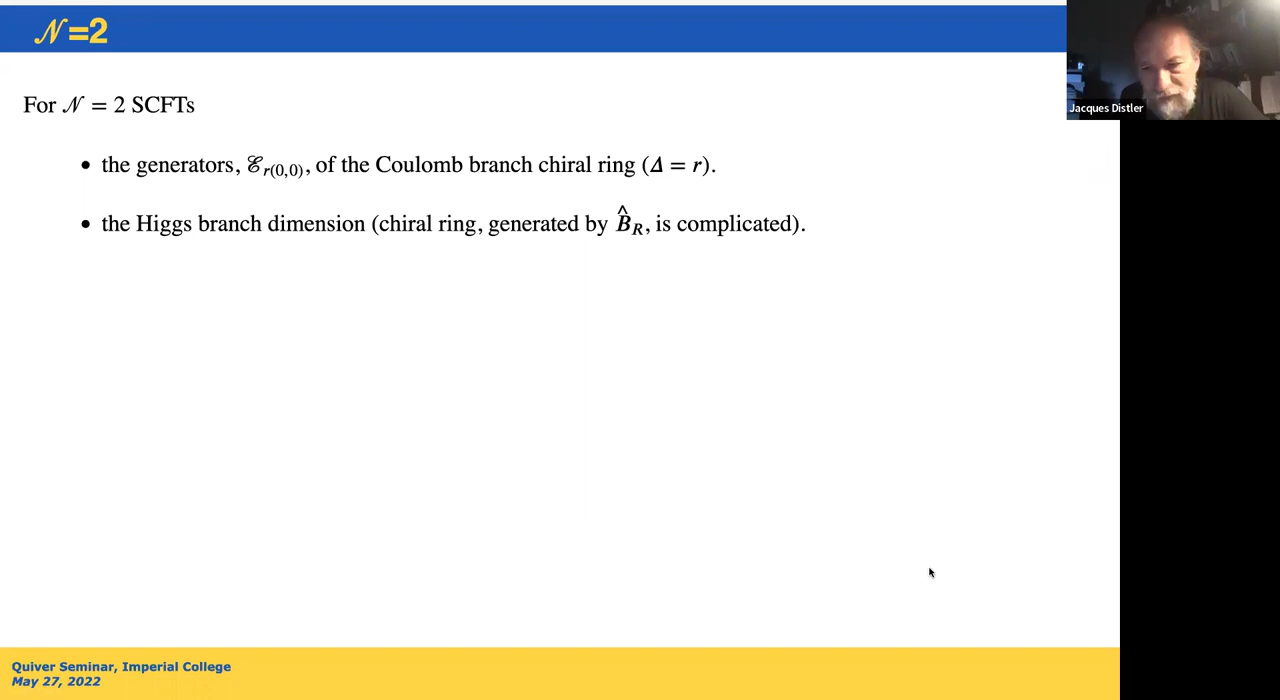 𝒩=2
Jacques Distler
For 𝒩 = 2 SCFTs
• the generators, ℰ_{r(0,0)}, of the Coulomb branch chiral ring (Δ = r).
• the Higgs branch dimension (chiral ring, generated by B̂_R, is complicated).
Quiver Seminar, Imperial College
May 27, 2022